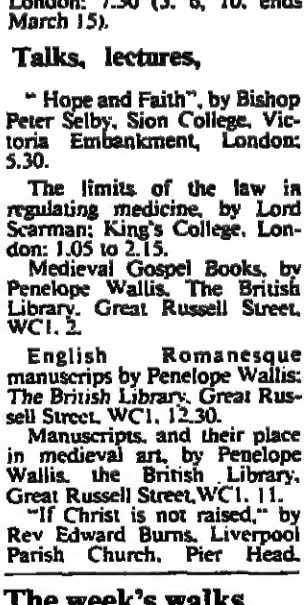 London: 7.30 (5, 6, 10. ends
March 15).
Talks, lectures,
" Hope and Faith", by Bishop
Peter Selby, Sion College, Vic-
toria Embankment, London;
5.30.
The limits of the law in
regulating medicine, by Lord
Scarman; King's College, Lon-
don: 1.05 to 2.15.
Medieval Gospel Books, by
Penelope Wallis, The British
Library. Great Russell Street,
WC1, 2.
English Romanesque
manuscrips by Penelope Wallis:
The British Library, Great Rus-
sell Street, WC1, 12.30.
Manuscripts, and their place
in medieval art, by Penelope
Wallis. the British Library,
Great Russell Street, WC1. 11.
"If Christ is not raised," by
Rev Edward Burns. Liverpool
Parish Church, Pier Head.
The week's walks